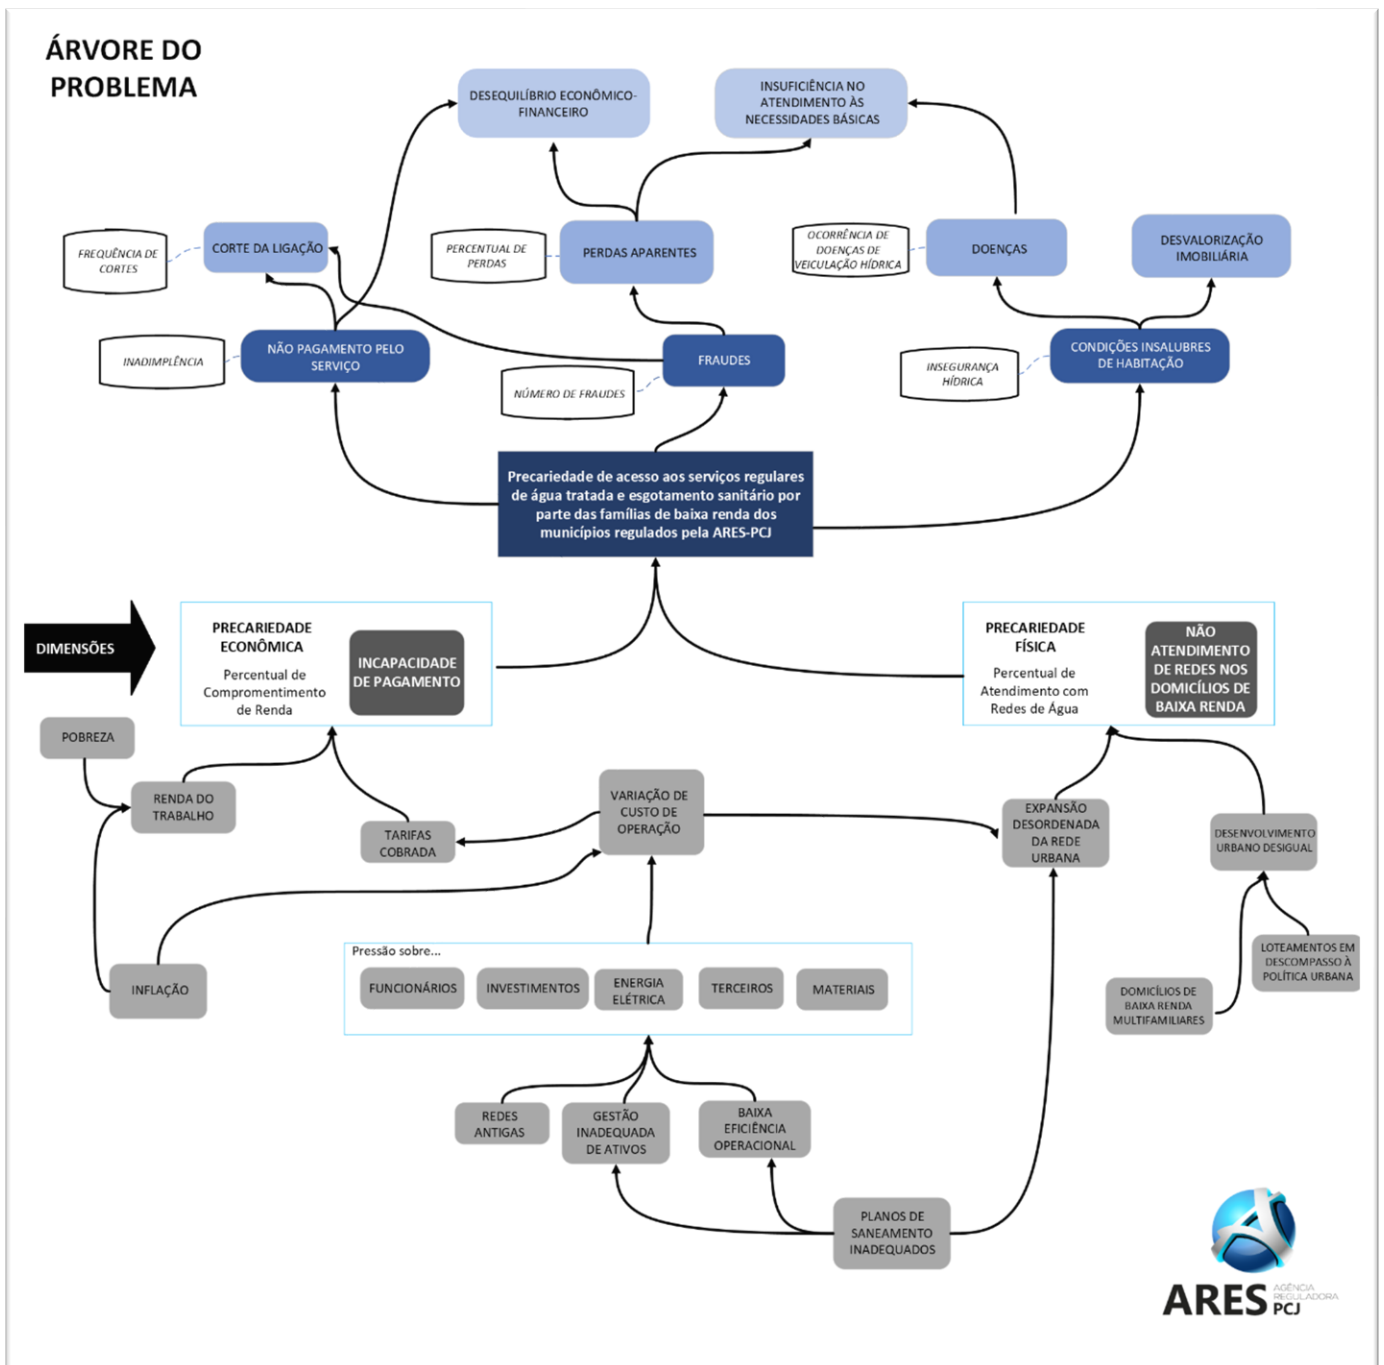 ÁRVORE DO
PROBLEMA
DESEQUILÍBRIO ECONÔMICO-
FINANCEIRO
INSUFICIÊNCIA NO
ATENDIMENTO ÀS
NECESSIDADES BÁSICAS
FREQUÊNCIA DE
CORTES
CORTE DA LIGAÇÃO
PERCENTUAL DE
PERDAS
PERDAS APARENTES
OCORRÊNCIA DE
DOENÇAS DE
VEICULAÇÃO HÍDRICA
DOENÇAS
DESVALORIZAÇÃO
IMOBILIÁRIA
INADIMPLÊNCIA
NÃO PAGAMENTO PELO
SERVIÇO
NÚMERO DE FRAUDES
FRAUDES
INSEGURANÇA
HÍDRICA
CONDIÇÕES INSALUBRES
DE HABITAÇÃO
Precariedade de acesso aos serviços regulares
de água tratada e esgotamento sanitário por
parte das famílias de baixa renda dos
municípios regulados pela ARES-PCJ
DIMENSÕES
PRECARIEDADE
ECONÔMICA
Percentual de
Compromentimento
de Renda
INCAPACIDADE
DE PAGAMENTO
PRECARIEDADE
FÍSICA
Percentual de
Atendimento com
Redes de Água
NÃO
ATENDIMENTO
DE REDES NOS
DOMICÍLIOS DE
BAIXA RENDA
POBREZA
RENDA DO
TRABALHO
TARIFAS
COBRADA
VARIAÇÃO DE
CUSTO DE
OPERAÇÃO
EXPANSÃO
DESORDENADA
DA REDE
URBANA
DESENVOLVIMENTO
URBANO DESIGUAL
INFLAÇÃO
Pressão sobre...
FUNCIONÁRIOS
INVESTIMENTOS
ENERGIA
ELÉTRICA
TERCEIROS
MATERIAIS
LOTEAMENTOS EM
DESCOMPASSO À
POLÍTICA URBANA
DOMICÍLIOS DE
BAIXA RENDA
MULTIFAMILIARES
REDES
ANTIGAS
GESTÃO
INADEQUADA
DE ATIVOS
BAIXA
EFICIÊNCIA
OPERACIONAL
PLANOS DE
SANEAMENTO
INADEQUADOS
ARES
AGÊNCIA
REGULADORA
PCJ